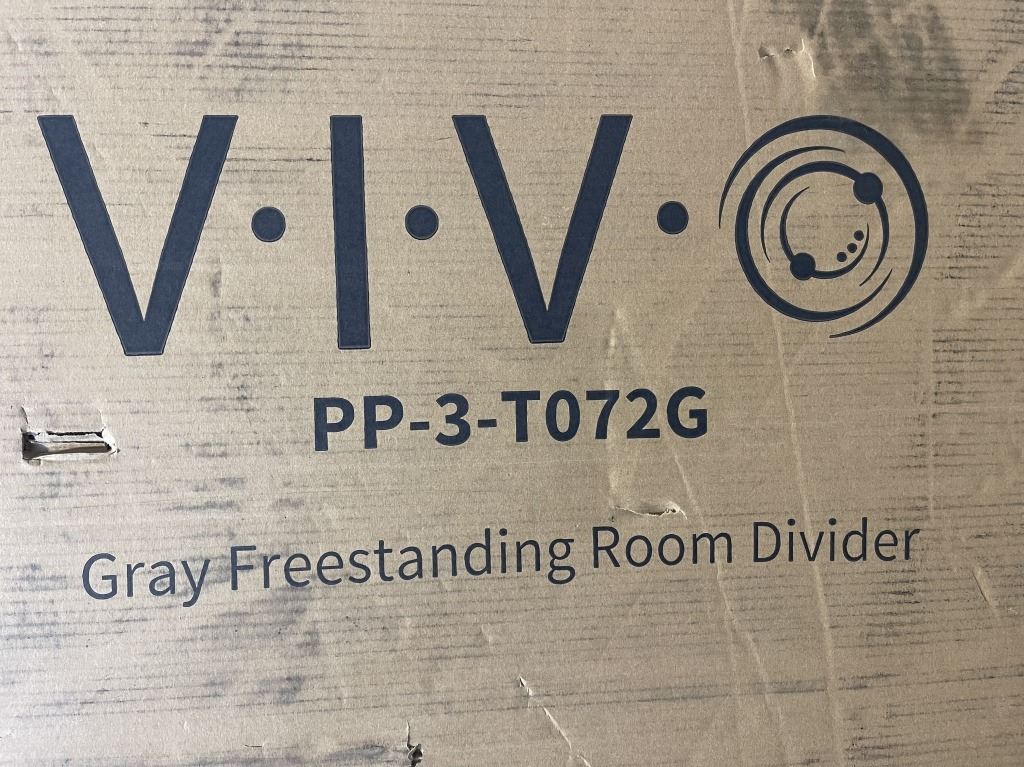 V·I·V·O
PP-3-T072G
Gray Freestanding Room Divider